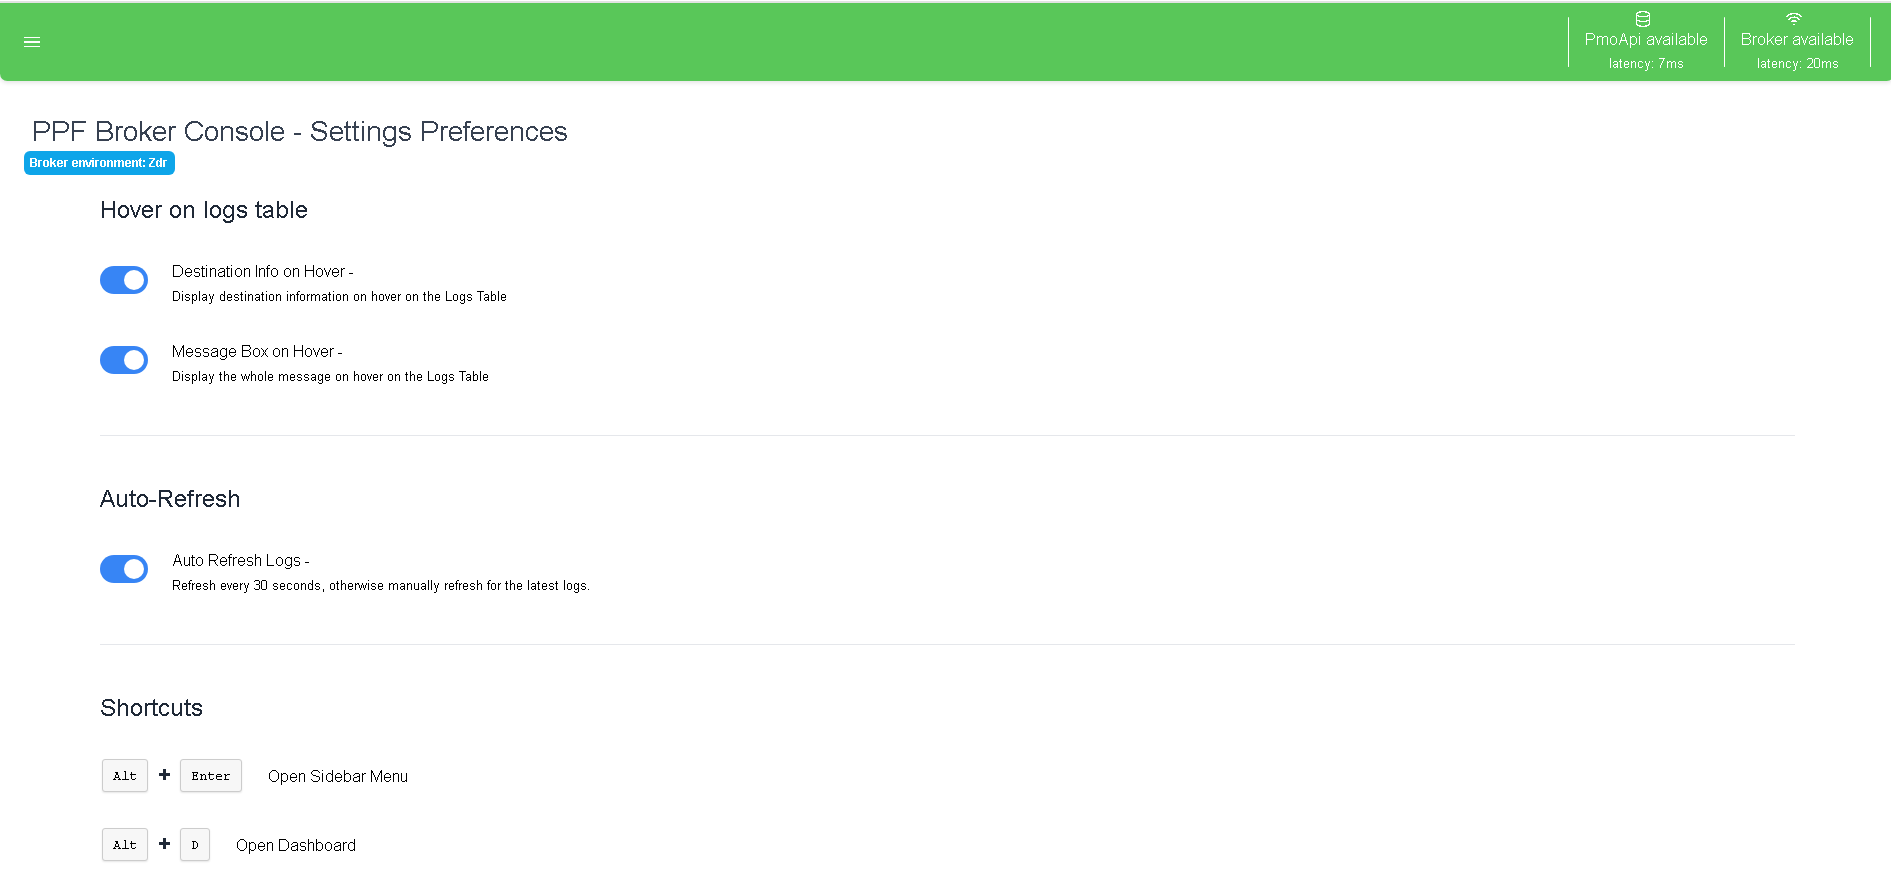 PmoApi available
latency: 7ms
Broker available
latency: 20ms
PPF Broker Console - Settings Preferences
Broker environment: Zdr
Hover on logs table
Destination Info on Hover -
Display destination information on hover on the Logs Table
Message Box on Hover -
Display the whole message on hover on the Logs Table
Auto-Refresh
Auto Refresh Logs -
Refresh every 30 seconds, otherwise manually refresh for the latest logs.
Shortcuts
Alt + Enter Open Sidebar Menu
Alt + D Open Dashboard